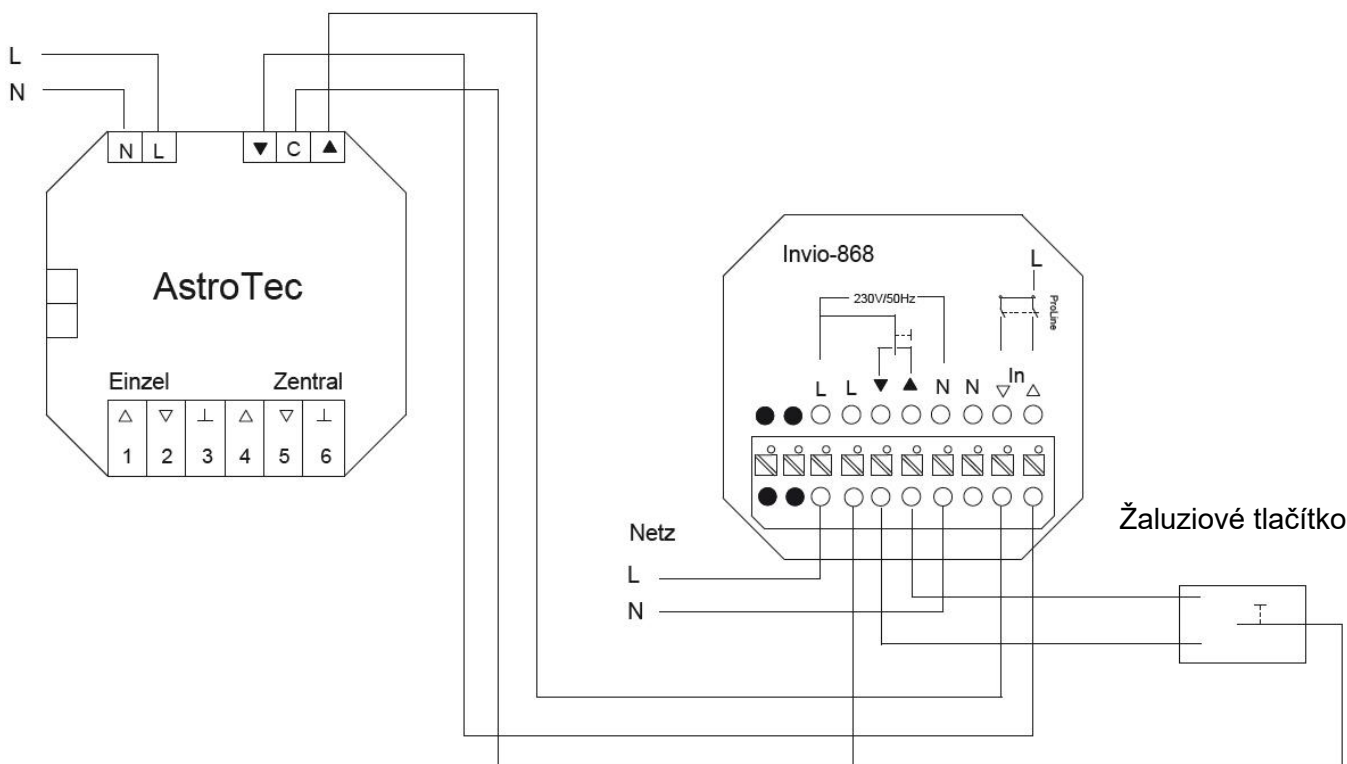 L
N
N L ▼ C ▲
AstroTec
Einzel Zentral
△ ▽ ⊥ △ ▽ ⊥
1 2 3 4 5 6
Invio-868
L
230V/50Hz
ProLine
In
L L ▼ ▲ N N ▽ △
Žaluziové tlačítko
Netz
L
N